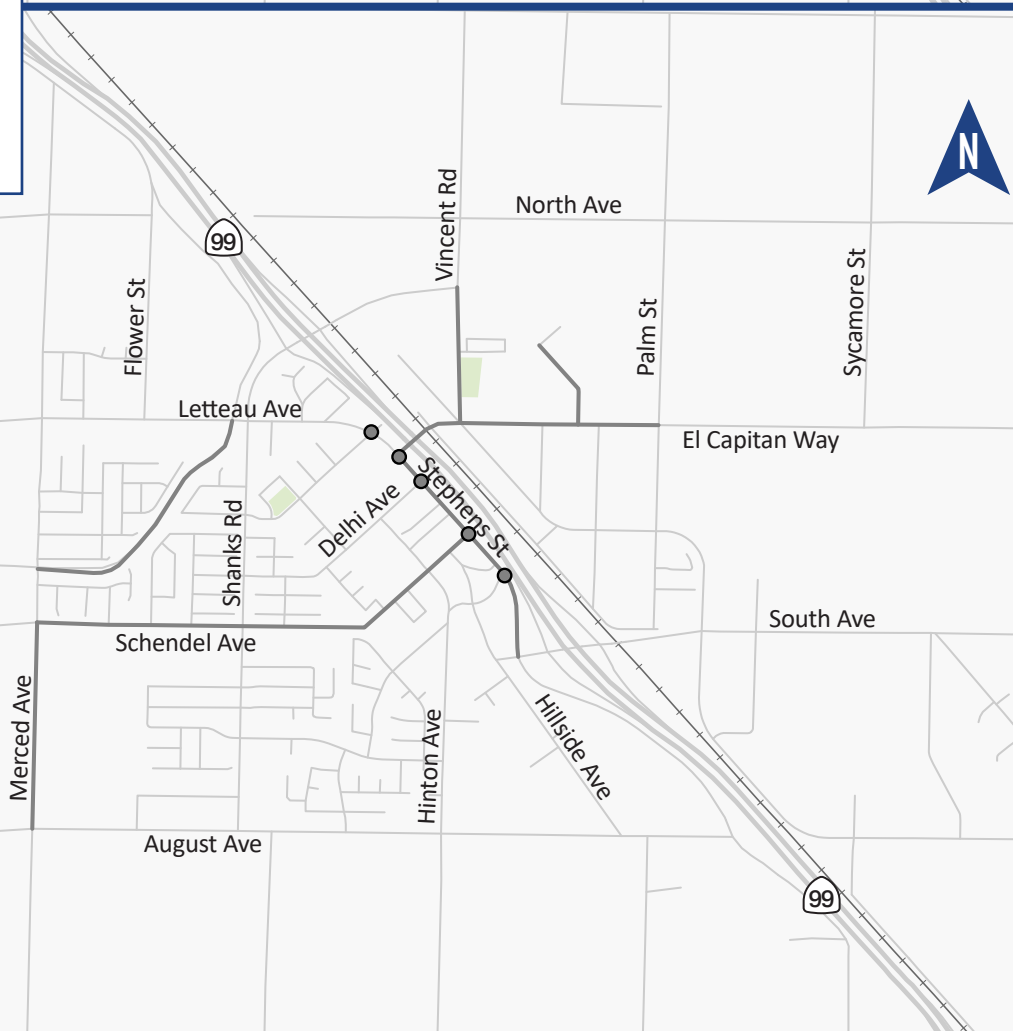 N
Vincent Rd
North Ave
99
Flower St
Palm St
Sycamore St
Letteau Ave
El Capitan Way
Stephens St
Delhi Ave
Shanks Rd
South Ave
Schendel Ave
Merced Ave
Hinton Ave
Hillside Ave
August Ave
99